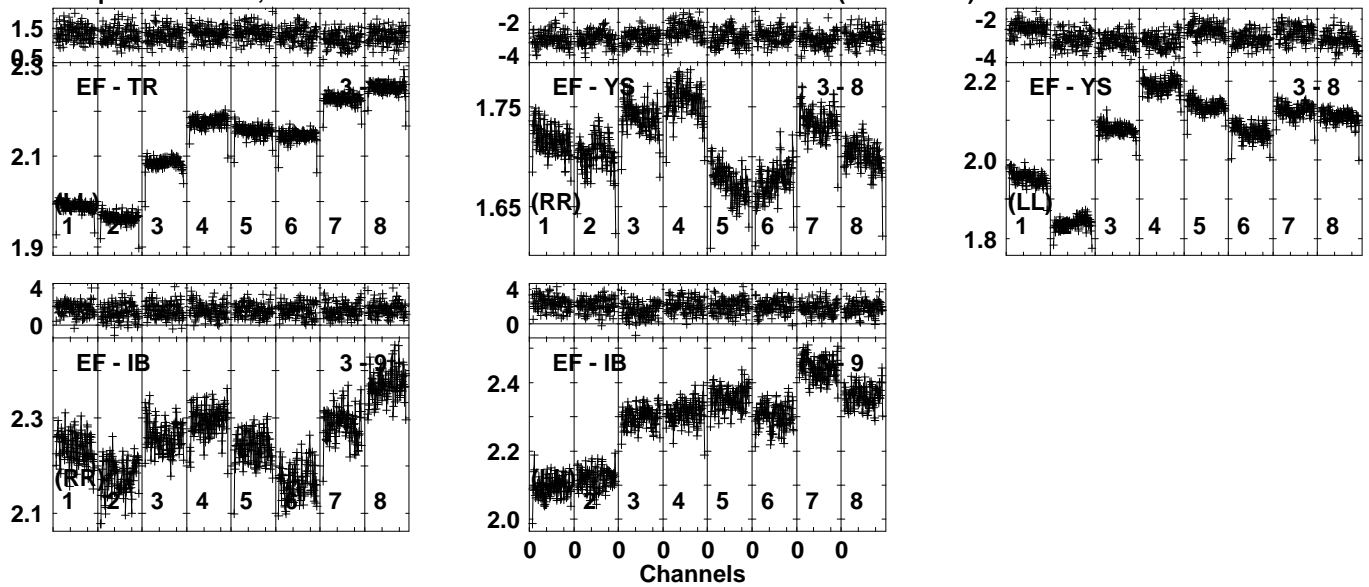 1.5
0.5
2.3
2.1
1.9
EF - TR
3 -
(LL)
1 2 3 4 5 6 7 8
-2
-4
1.75
1.65
EF - YS
3 - 8
(RR)
1 2 3 4 5 6 7 8
-2
-4
2.2
2.0
1.8
EF - YS
3 - 8
(LL)
1 2 3 4 5 6 7 8
4
0
2.3
2.1
EF - IB
3 - 9
(RR)
1 2 3 4 5 6 7 8
4
0
2.4
2.2
2.1
2.0
EF - IB
- 9
1 2 3 4 5 6 7 8
0 0 0 0 0 0 0 0
Channels